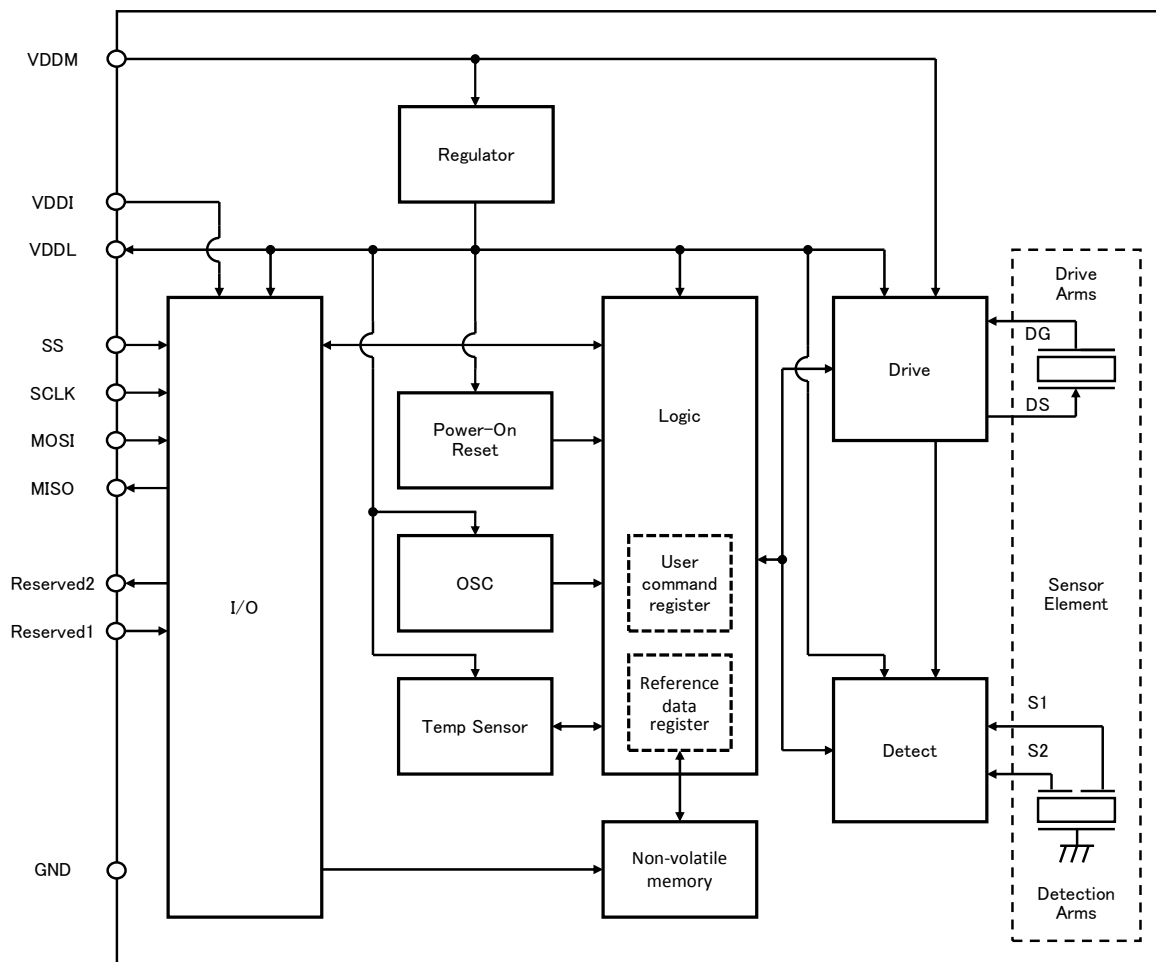 VDDM
Regulator
VDDI
VDDL
Drive
Arms
SS
DG
SCLK
Drive
DS
MOSI
Power-On
Reset
Logic
MISO
Reserved2
OSC
User
command
register
Sensor
Element
I/O
Reserved1
Temp Sensor
Reference
data
register
S1
Detect
S2
GND
Non-volatile
memory
Detection
Arms